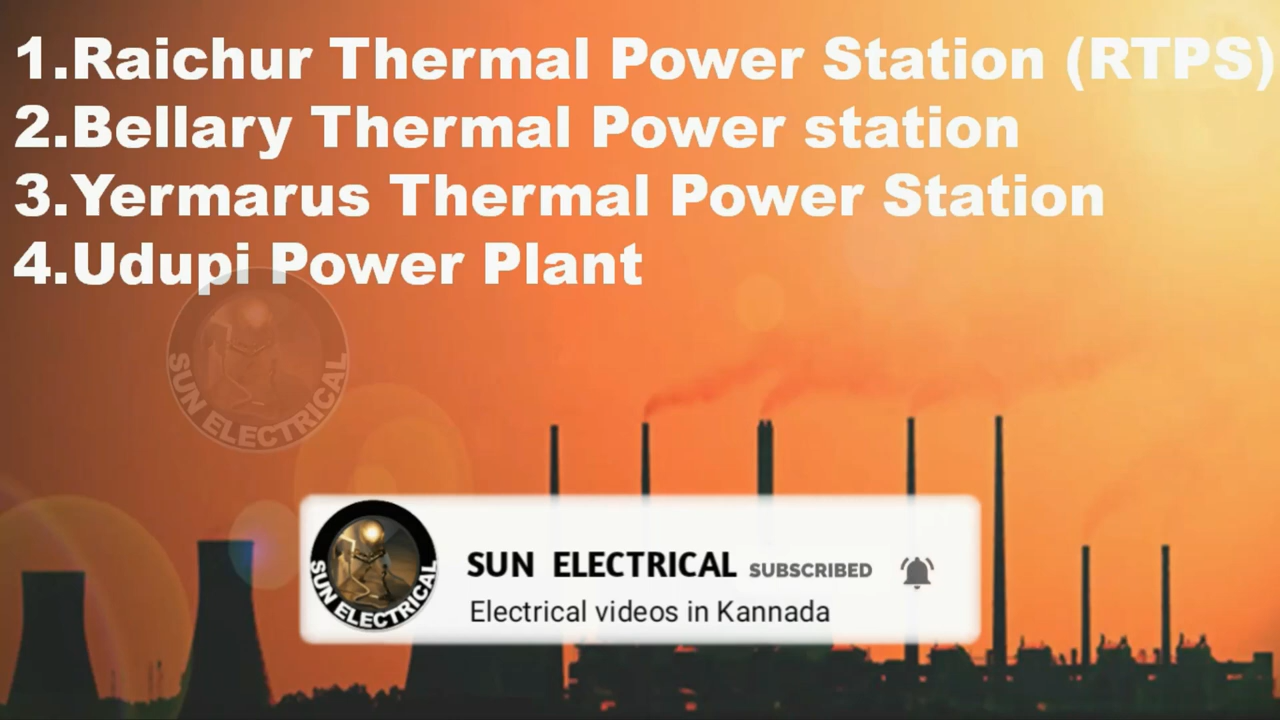 1.Raichur Thermal Power Station (RTPS)
2.Bellary Thermal Power station
3.Yermarus Thermal Power Station
4.Udupi Power Plant
SUN ELECTRICAL
SUN ELECTRICAL
SUN ELECTRICAL SUBSCRIBED
Electrical videos in Kannada